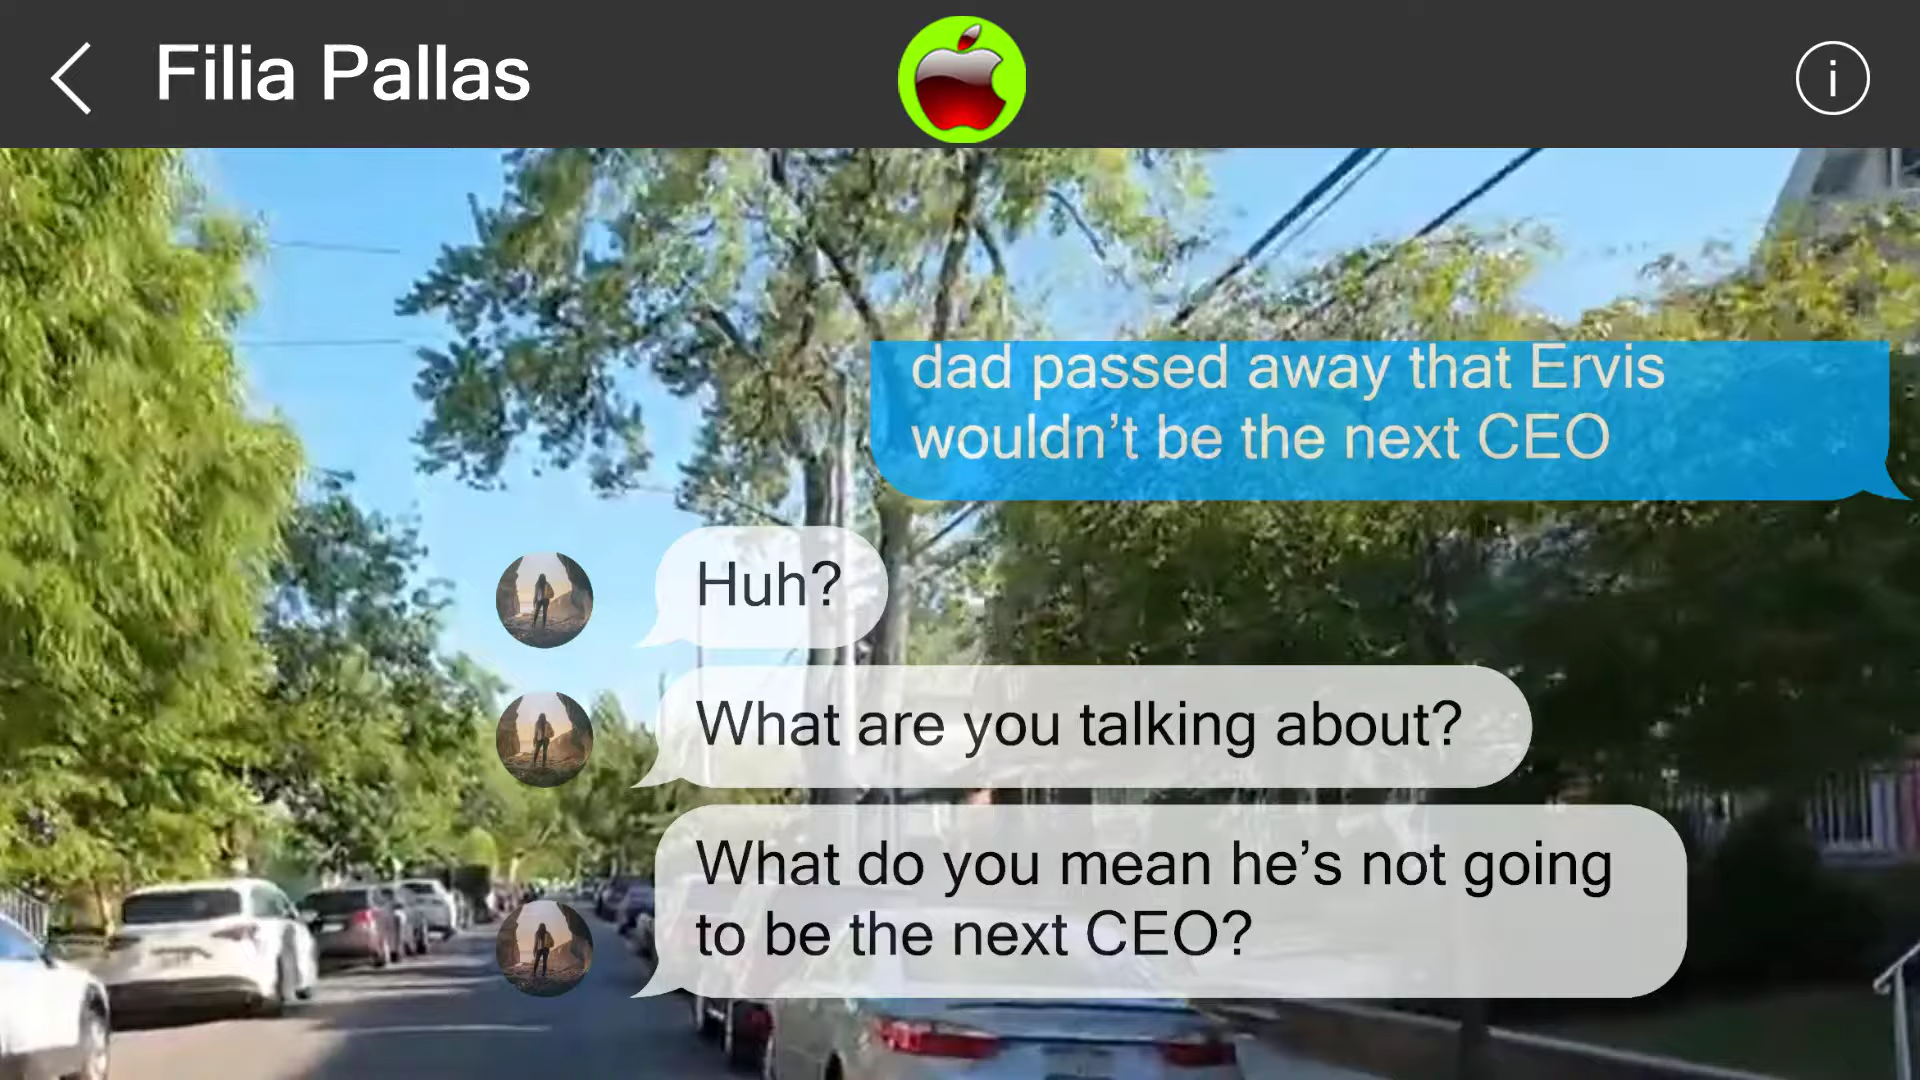 Filia Pallas
i
dad passed away that Ervis
wouldn’t be the next CEO
Huh?
What are you talking about?
What do you mean he’s not going
to be the next CEO?